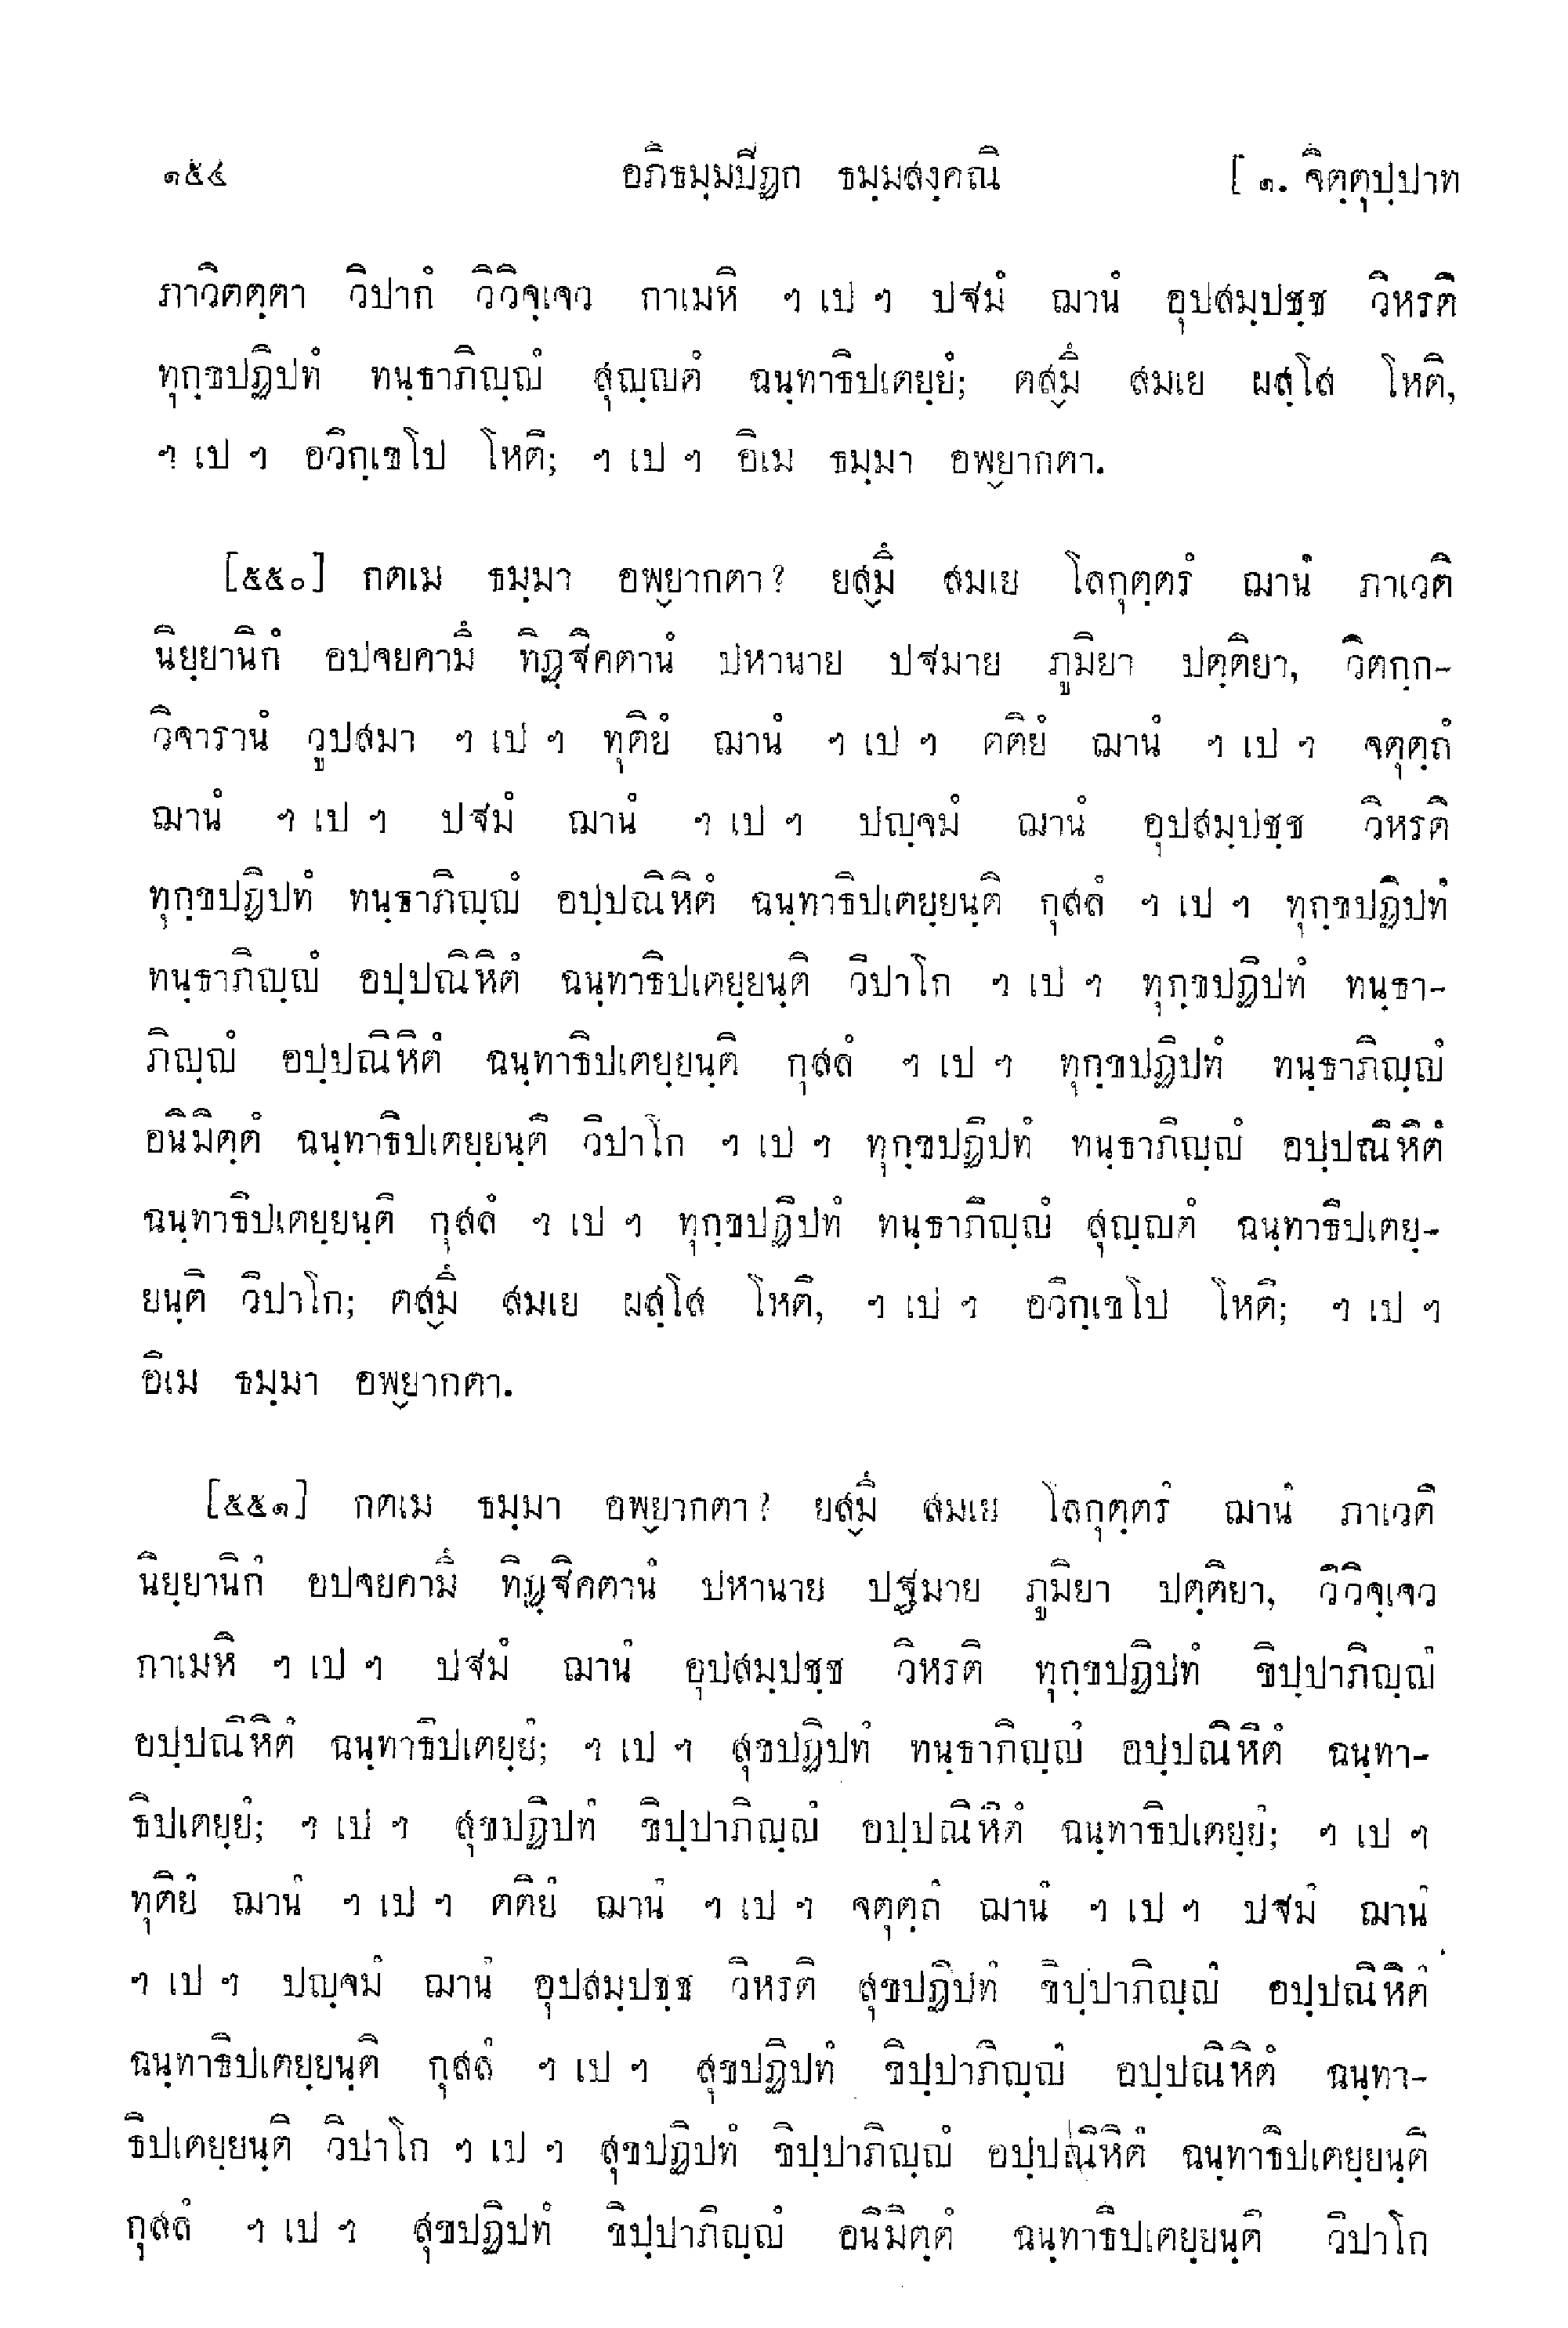 ๑๕๔ อภิธมฺมปิฏก ธมฺมสงฺคณิ [ ๑. จิตฺตุปฺปาท
ภาวิตตฺตา วิปากํ วิวิจฺเจว กาเมหิ ฯ เป ฯ ปฐมํ ฌานํ อุปสมฺปชฺช วิหรติ
ทุกฺขปฏิปทํ ทนฺธาภิญฺญํ สุญฺญตํ ฉนฺทาธิปเตยฺยํ; ตสฺมึ สมเย ผสฺโส โหติ,
ฯ เป ฯ อวิกฺเขโป โหติ; ฯ เป ฯ อิเม ธมฺมา อพฺยากตา.
[๕๕๐] กตเม ธมฺมา อพฺยากตา? ยสฺมึ สมเย โลกุตฺตรํ ฌานํ ภาเวติ
นิยฺยานิกํ อปจยคามึ ทิฏฺฐิคตานํ ปหานาย ปฐมาย ภูมิยา ปตฺติยา, วิตกฺก-
วิจารานํ วูปสมา ฯ เป ฯ ทุติยํ ฌานํ ฯ เป ฯ ตติยํ ฌานํ ฯ เป ฯ จตุตฺถํ
ฌานํ ฯ เป ฯ ปฐมํ ฌานํ ฯ เป ฯ ปญฺจมํ ฌานํ อุปสมฺปชฺช วิหรติ
ทุกฺขปฏิปทํ ทนฺธาภิญฺญํ อปฺปณิหิตํ ฉนฺทาธิปเตยฺยนฺติ กุสลํ ฯ เป ฯ ทุกฺขปฏิปทํ
ทนฺธาภิญฺญํ อปฺปณิหิตํ ฉนฺทาธิปเตยฺยนฺติ วิปาโก ฯ เป ฯ ทุกฺขปฏิปทํ ทนฺธา-
ภิญฺญํ อปฺปณิหิตํ ฉนฺทาธิปเตยฺยนฺติ กุสลํ ฯ เป ฯ ทุกฺขปฏิปทํ ทนฺธาภิญฺญํ
อนิมิตฺตํ ฉนฺทาธิปเตยฺยนฺติ วิปาโก ฯ เป ฯ ทุกฺขปฏิปทํ ทนฺธาภิญฺญํ อปฺปณิหิตํ
ฉนฺทาธิปเตยฺยนฺติ กุสลํ ฯ เป ฯ ทุกฺขปฏิปทํ ทนฺธาภิญฺญํ สุญฺญตํ ฉนฺทาธิปเตยฺ-
ยนฺติ วิปาโก; ตสฺมึ สมเย ผสฺโส โหติ, ฯ เป ฯ อวิกฺเขโป โหติ; ฯ เป ฯ
อิเม ธมฺมา อพฺยากตา.
[๕๕๑] กตเม ธมฺมา อพฺยากตา? ยสฺมึ สมเย โลกุตฺตรํ ฌานํ ภาเวติ
นิยฺยานิกํ อปจยคามึ ทิฏฺฐิคตานํ ปหานาย ปฐมาย ภูมิยา ปตฺติยา, วิวิจฺเจว
กาเมหิ ฯ เป ฯ ปฐมํ ฌานํ อุปสมฺปชฺช วิหรติ ทุกฺขปฏิปทํ ขิปฺปาภิญฺญํ
อปฺปณิหิตํ ฉนฺทาธิปเตยฺยํ; ฯ เป ฯ สุขปฏิปทํ ทนฺธาภิญฺญํ อปฺปณิหิตํ ฉนฺทา-
ธิปเตยฺยํ; ฯ เป ฯ สุขปฏิปทํ ขิปฺปาภิญฺญํ อปฺปณิหิตํ ฉนฺทาธิปเตยฺยํ; ฯ เป ฯ
ทุติยํ ฌานํ ฯ เป ฯ ตติยํ ฌานํ ฯ เป ฯ จตุตฺถํ ฌานํ ฯ เป ฯ ปฐมํ ฌานํ
ฯ เป ฯ ปญฺจมํ ฌานํ อุปสมฺปชฺช วิหรติ สุขปฏิปทํ ขิปฺปาภิญฺญํ อปฺปณิหิตํ
ฉนฺทาธิปเตยฺยนฺติ กุสลํ ฯ เป ฯ สุขปฏิปทํ ขิปฺปาภิญฺญํ อปฺปณิหิตํ ฉนฺทา-
ธิปเตยฺยนฺติ วิปาโก ฯ เป ฯ สุขปฏิปทํ ขิปฺปาภิญฺญํ อปฺปณิหิตํ ฉนฺทาธิปเตยฺยนฺติ
กุสลํ ฯ เป ฯ สุขปฏิปทํ ขิปฺปาภิญฺญํ อนิมิตฺตํ ฉนฺทาธิปเตยฺยนฺติ วิปาโก